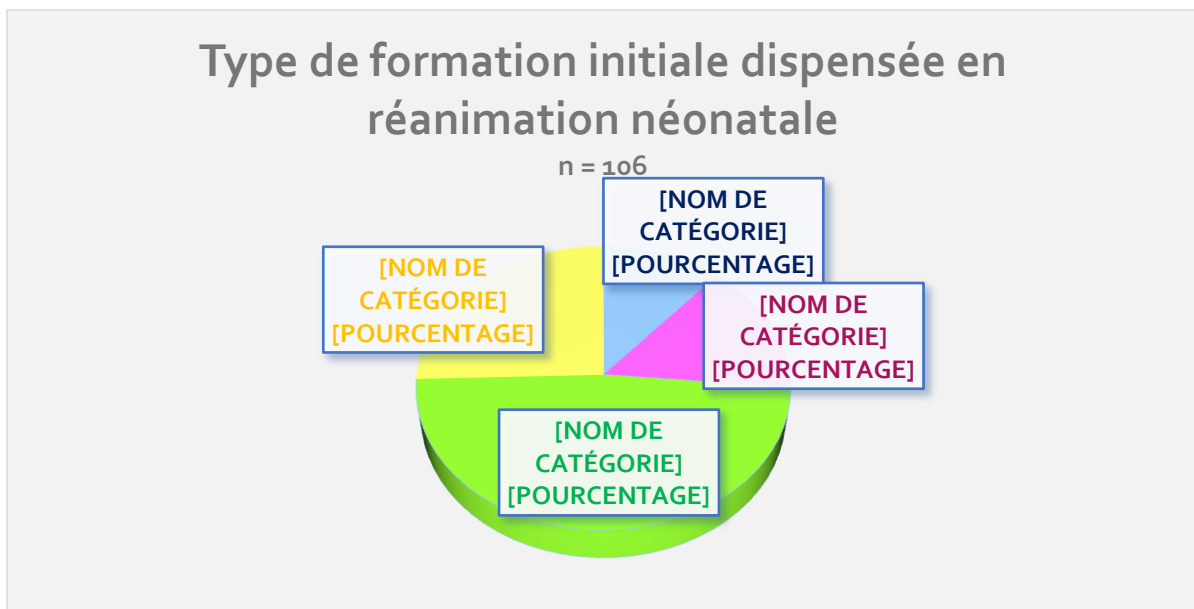 Type de formation initiale dispensée en
réanimation néonatale
n = 106
[NOM DE
CATÉGORIE]
[POURCENTAGE]
[NOM DE
CATÉGORIE]
[POURCENTAGE]
[NOM DE
CATÉGORIE]
[POURCENTAGE]
[NOM DE
CATÉGORIE]
[POURCENTAGE]